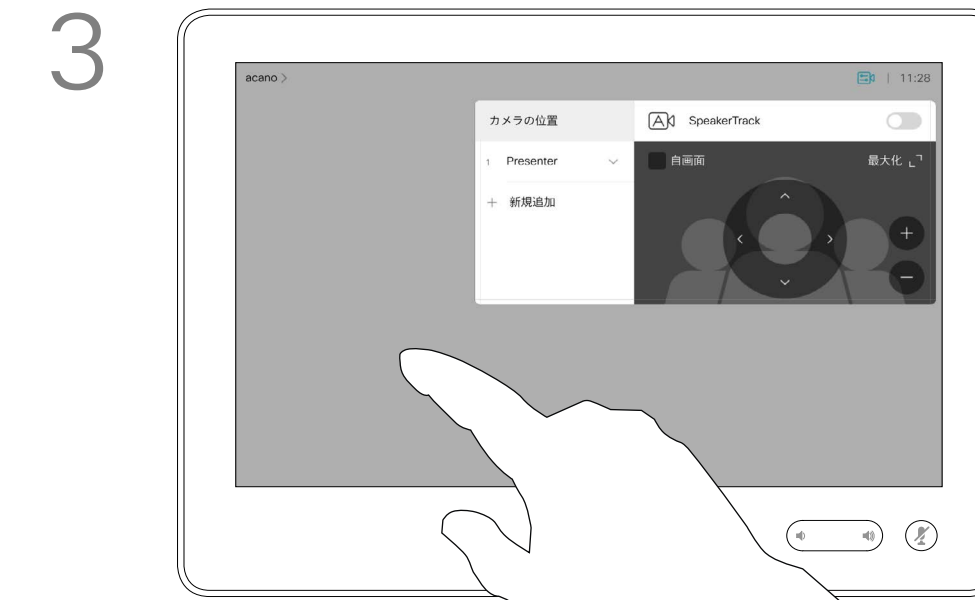 3
acano >
11:28
カメラの位置
SpeakerTrack
1 Presenter
自画面
最大化
+ 新規追加